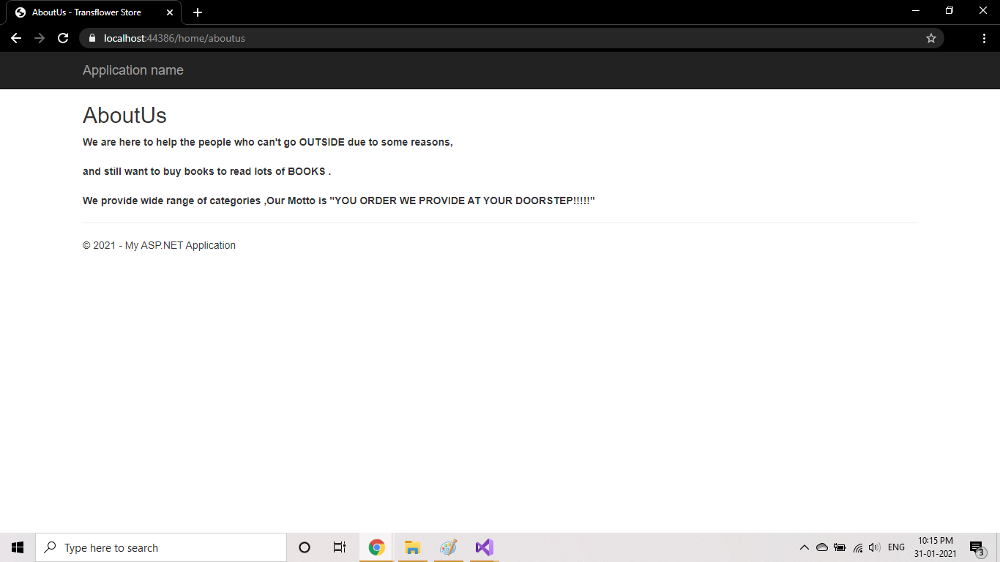 AboutUs - Transflower Store
localhost:44386/home/aboutus
Application name
AboutUs
We are here to help the people who can't go OUTSIDE due to some reasons,
and still want to buy books to read lots of BOOKS .
We provide wide range of categories ,Our Motto is "YOU ORDER WE PROVIDE AT YOUR DOORSTEP!!!!!"
© 2021 - My ASP.NET Application
Type here to search
ENG
10:15 PM
31-01-2021
3